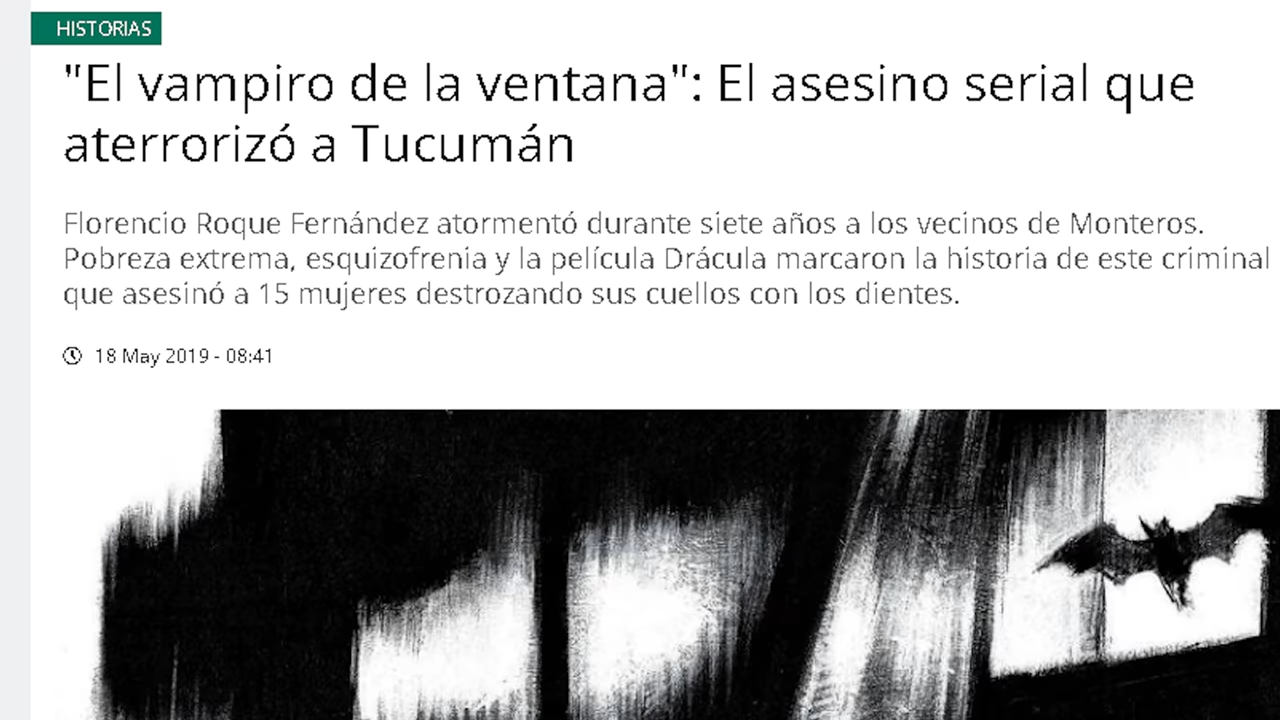 HISTORIAS
"El vampiro de la ventana": El asesino serial que
aterrorizó a Tucumán
Florencio Roque Fernández atormentó durante siete años a los vecinos de Monteros.
Pobreza extrema, esquizofrenia y la película Drácula marcaron la historia de este criminal
que asesinó a 15 mujeres destrozando sus cuellos con los dientes.
18 May 2019 - 08:41